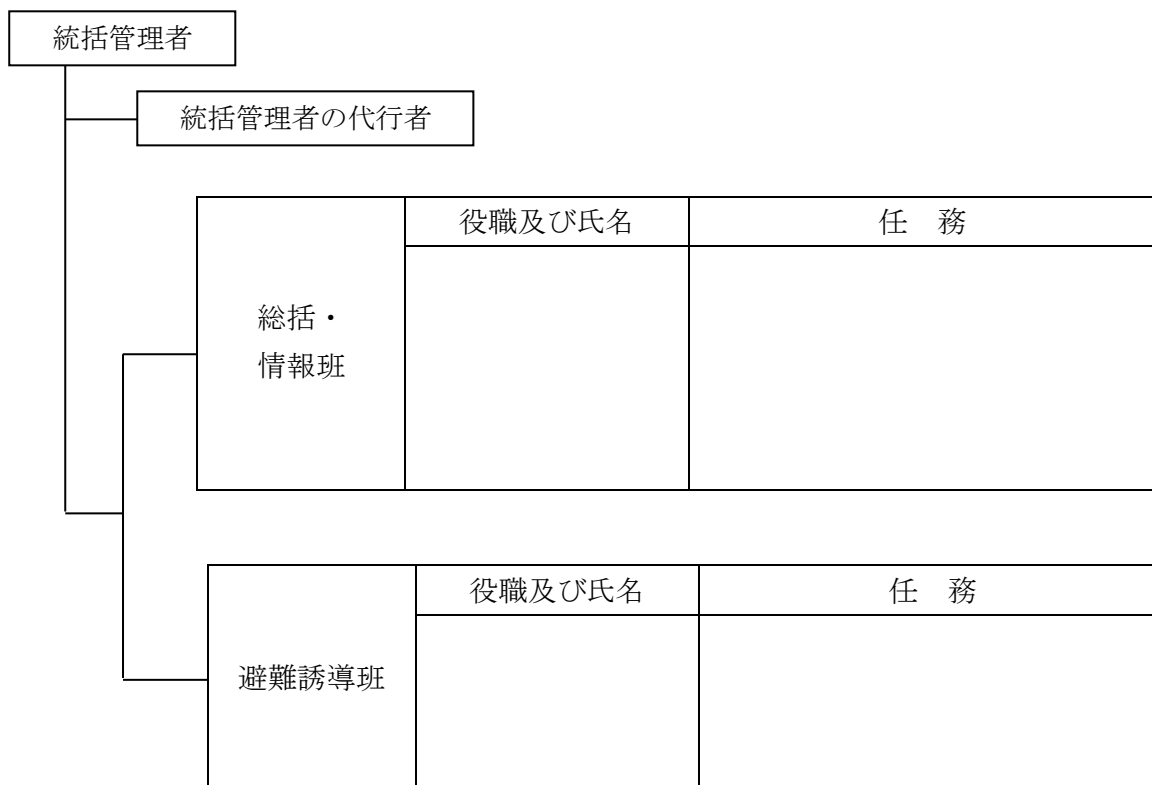 統括管理者
統括管理者の代行者
役職及び氏名
任　務
総括・
情報班
役職及び氏名
任　務
避難誘導班